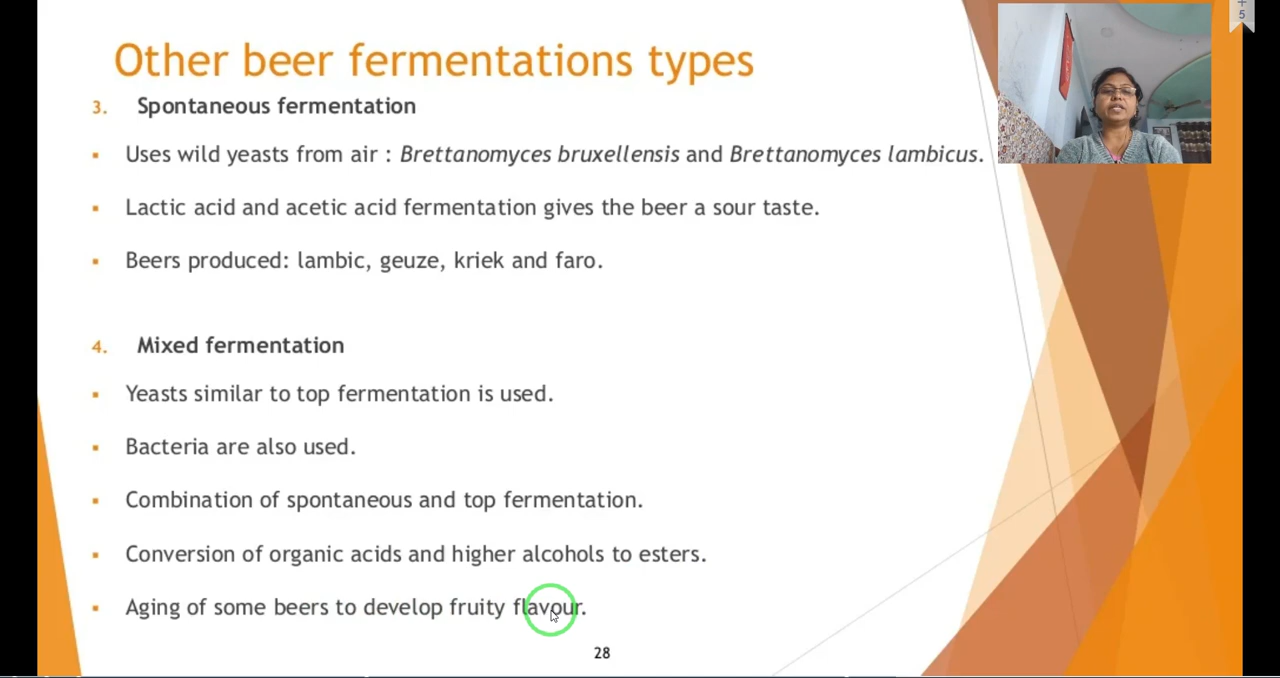 Other beer fermentations types
3. Spontaneous fermentation
▪ Uses wild yeasts from air : Brettanomyces bruxellensis and Brettanomyces lambicus.
▪ Lactic acid and acetic acid fermentation gives the beer a sour taste.
▪ Beers produced: lambic, geuze, kriek and faro.
4. Mixed fermentation
▪ Yeasts similar to top fermentation is used.
▪ Bacteria are also used.
▪ Combination of spontaneous and top fermentation.
▪ Conversion of organic acids and higher alcohols to esters.
▪ Aging of some beers to develop fruity flavour.
28
+
5